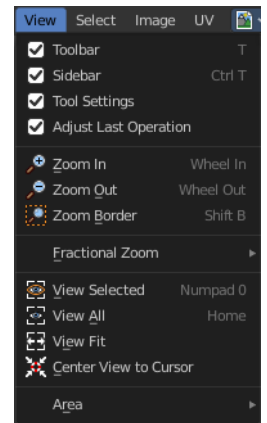 View Select Image UV
Toolbar T
Sidebar Ctrl T
Tool Settings
Adjust Last Operation
Zoom In Wheel In
Zoom Out Wheel Out
Zoom Border Shift B
Fractional Zoom
View Selected Numpad 0
View All Home
View Fit
Center View to Cursor
Area